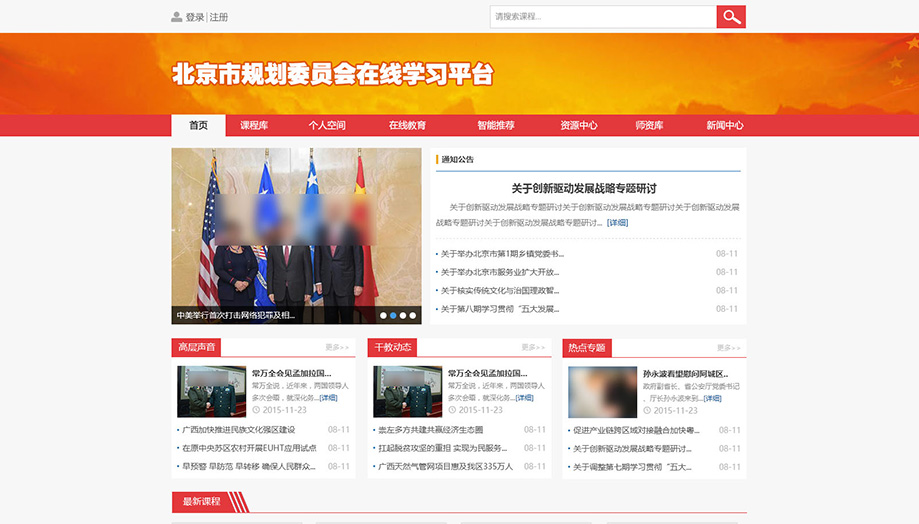 登录 | 注册
请搜索课程...
北京市规划委员会在线学习平台
首页 课程库 个人空间 在线教育 智能推荐 资源中心 师资库 新闻中心
中美举行首次打击网络犯罪及相...
通知公告
关于创新驱动发展战略专题研讨
关于创新驱动发展战略专题研讨关于创新驱动发展战略专题研讨关于创新驱动发
展战略专题研讨关于创新驱动发展战略专题研讨... [详细]
关于举办北京市第1期乡镇党委书... 08-11
关于举办北京市服务业扩大开放... 08-11
关于核实传统文化与治国理政智... 08-11
关于第八期学习贯彻“五大发展... 08-11
高层声音 更多>>
常万全会见孟加拉国...
常万全说，近年来，两国领导人
多次会晤，就深化务...[详细]
2015-11-23
广西加快推进民族文化强区建设 08-11
在原中央苏区农村开展EUHT应用试点 08-11
早预警 早防范 早转移 确保人民群众... 08-11
干教动态 更多>>
常万全会见孟加拉国...
常万全说，近年来，两国领导人
多次会晤，就深化务...[详细]
2015-11-23
崇左多方共建共赢经济生态圈 08-11
扛起脱贫攻坚的重担 实现为民服务... 08-11
广西天然气管网项目惠及我区335万人 08-11
热点专题 更多>>
孙永波看望慰问阿城区..
政府副省长、省公安厅党委书记
、厅长孙永波来到...[详细]
2015-11-23
促进产业链跨区域对接融合加快粤... 08-11
关于创新驱动发展战略专题研讨... 08-11
关于调整第七期学习贯彻“五大... 08-11
最新课程